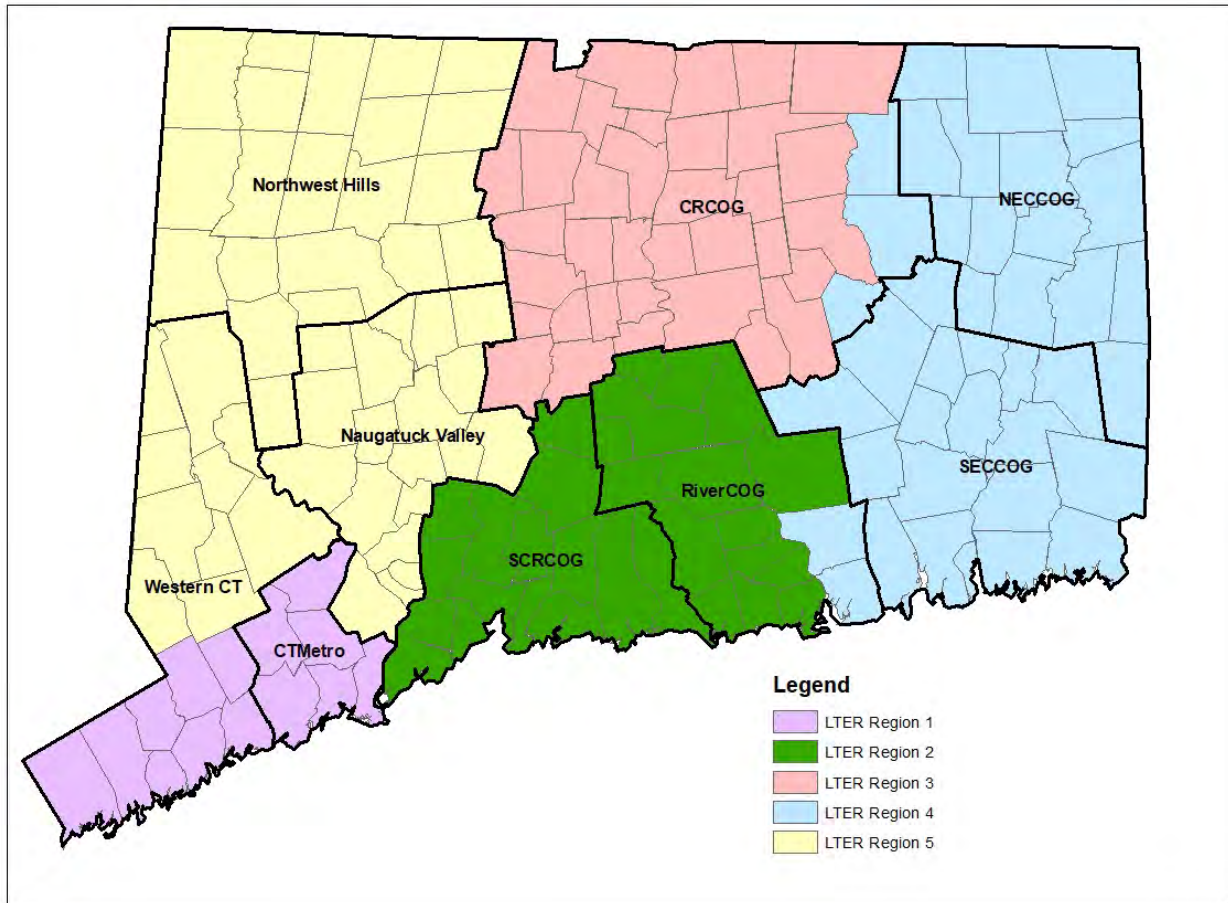 Northwest Hills
CRCOG
NECCOG
Naugatuck Valley
SECCOG
RiverCOG
SCRCOG
Western CT
CTMetro
Legend
LTER Region 1
LTER Region 2
LTER Region 3
LTER Region 4
LTER Region 5